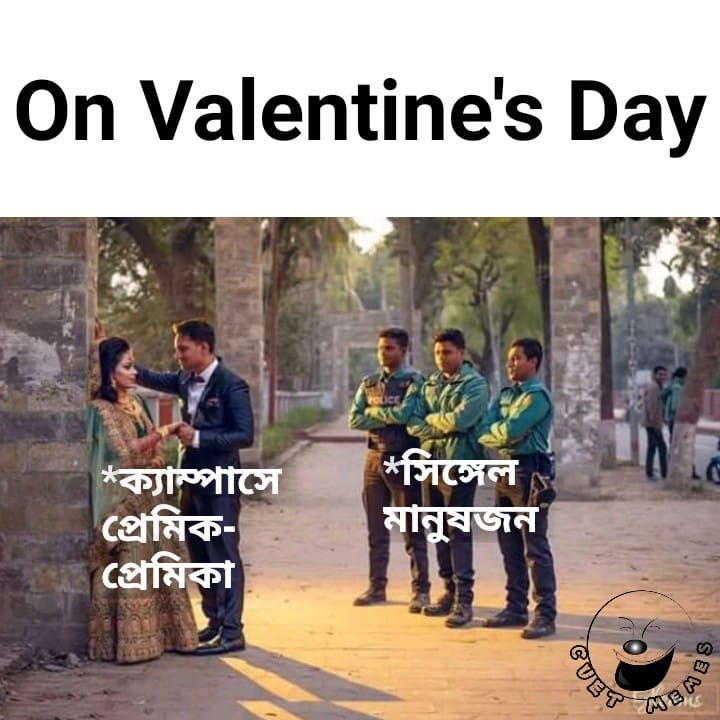 On Valentine's Day
POLICE
*ক্যাম্পাসে
প্রেমিক-
প্রেমিকা
*সিঙ্গেল
মানুষজন
CUET MEMES